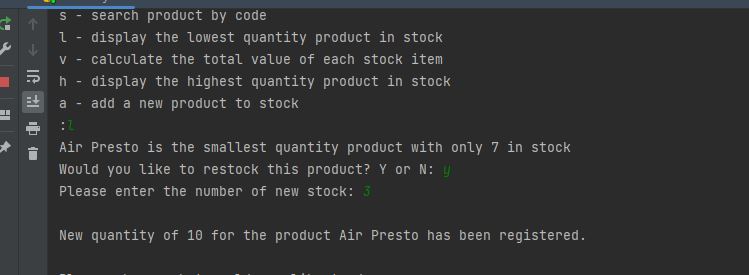 s - search product by code
l - display the lowest quantity product in stock
v - calculate the total value of each stock item
h - display the highest quantity product in stock
a - add a new product to stock
:l
Air Presto is the smallest quantity product with only 7 in stock
Would you like to restock this product? Y or N: y
Please enter the number of new stock: 3
New quantity of 10 for the product Air Presto has been registered.